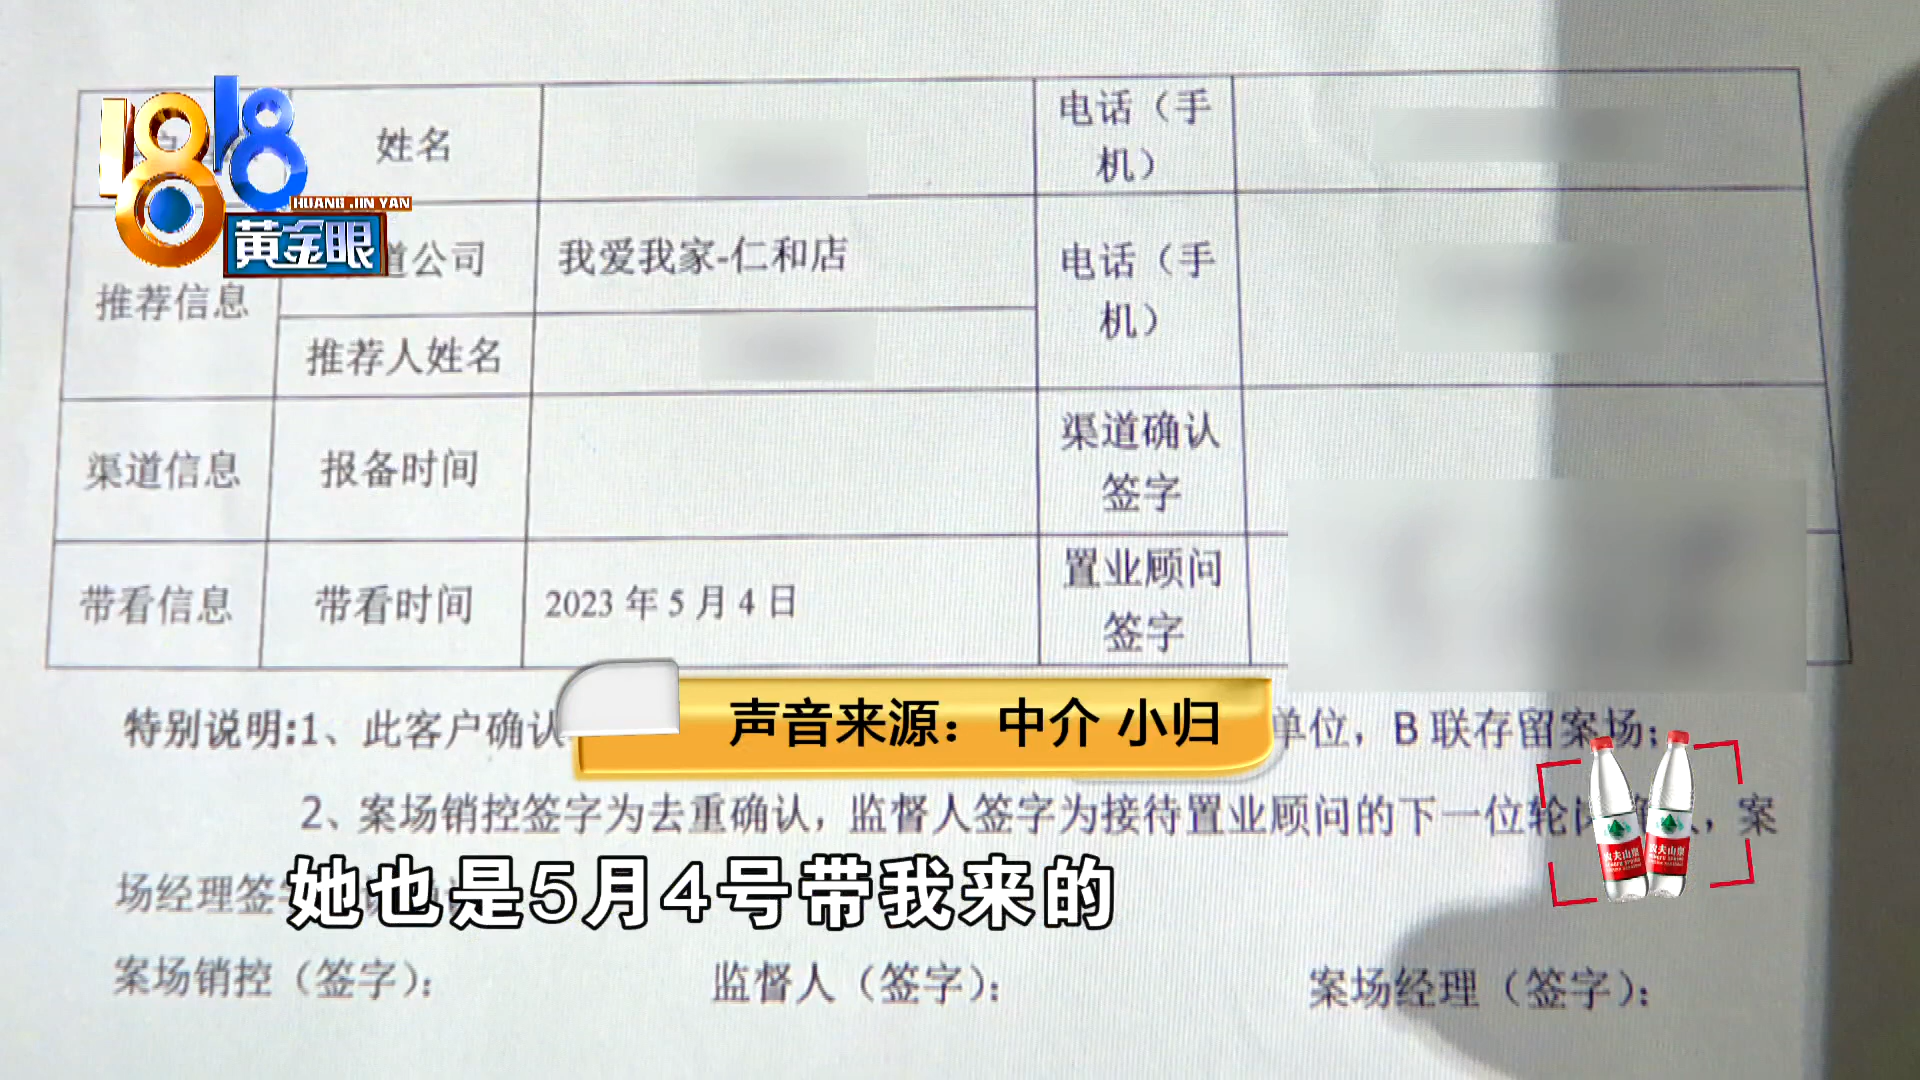 1818
HUANG JIN YAN
黄金眼
姓名
电话（手
机）
推荐信息
道公司
我爱我家-仁和店
电话（手
机）
推荐人姓名
渠道信息
报备时间
渠道确认
签字
带看信息
带看时间
2023 年 5 月 4 日
置业顾问
签字
声音来源：中介 小归
特别说明:1、此客户确认
单位，B 联存留案场；
2、案场销控签字为去重确认，监督人签字为接待置业顾问的下一位轮
，案
农夫山泉
农夫山泉
场经理签
她也是5月4号带我来的
案场销控（签字）：
监督人（签字）：
案场经理（签字）：